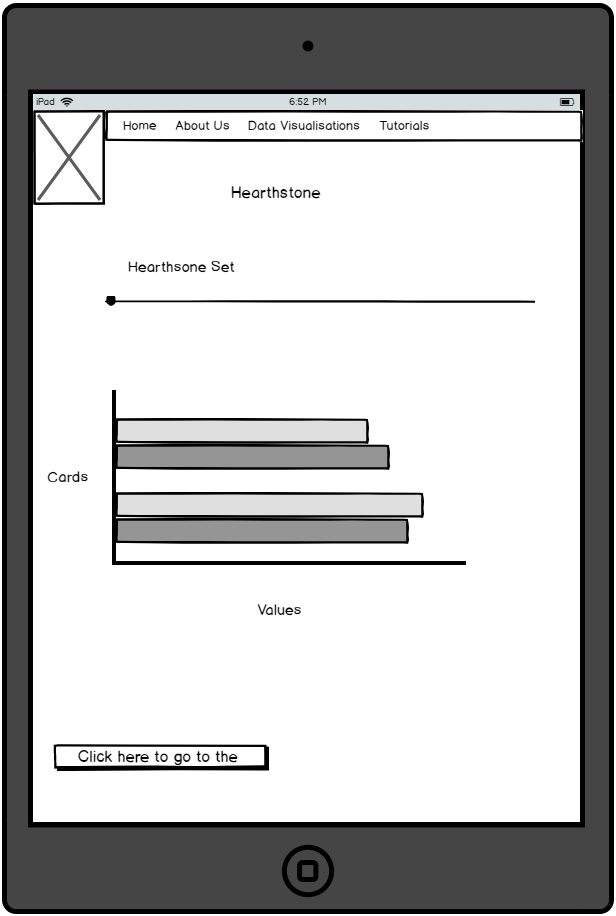 iPad 6:52 PM
Home About Us Data Visualisations Tutorials
Hearthstone
Hearthsone Set
Cards
Values
Click here to go to the